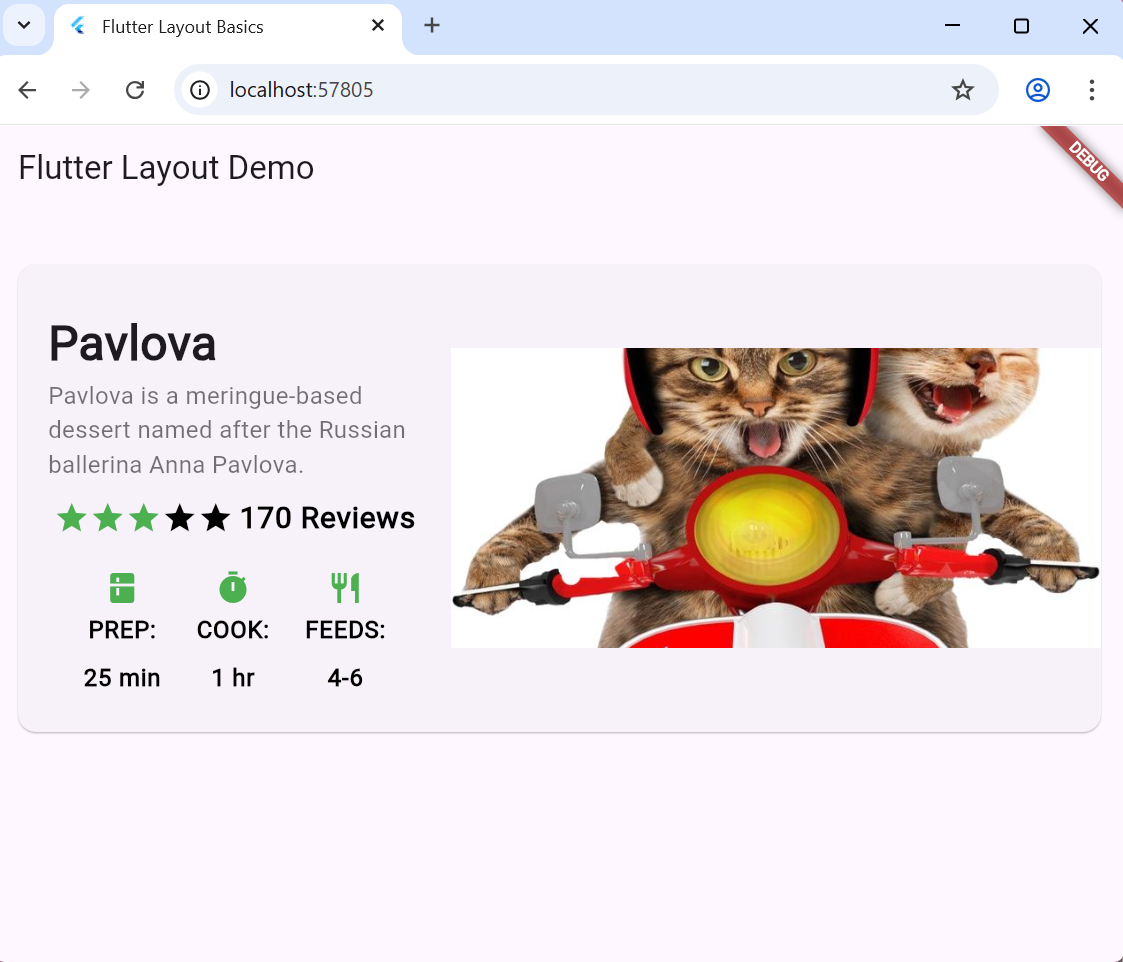 Flutter Layout Basics
localhost:57805
Flutter Layout Demo
DEBUG
Pavlova
Pavlova is a meringue-based
dessert named after the Russian
ballerina Anna Pavlova.
170 Reviews
PREP: COOK: FEEDS:
25 min 1 hr 4-6